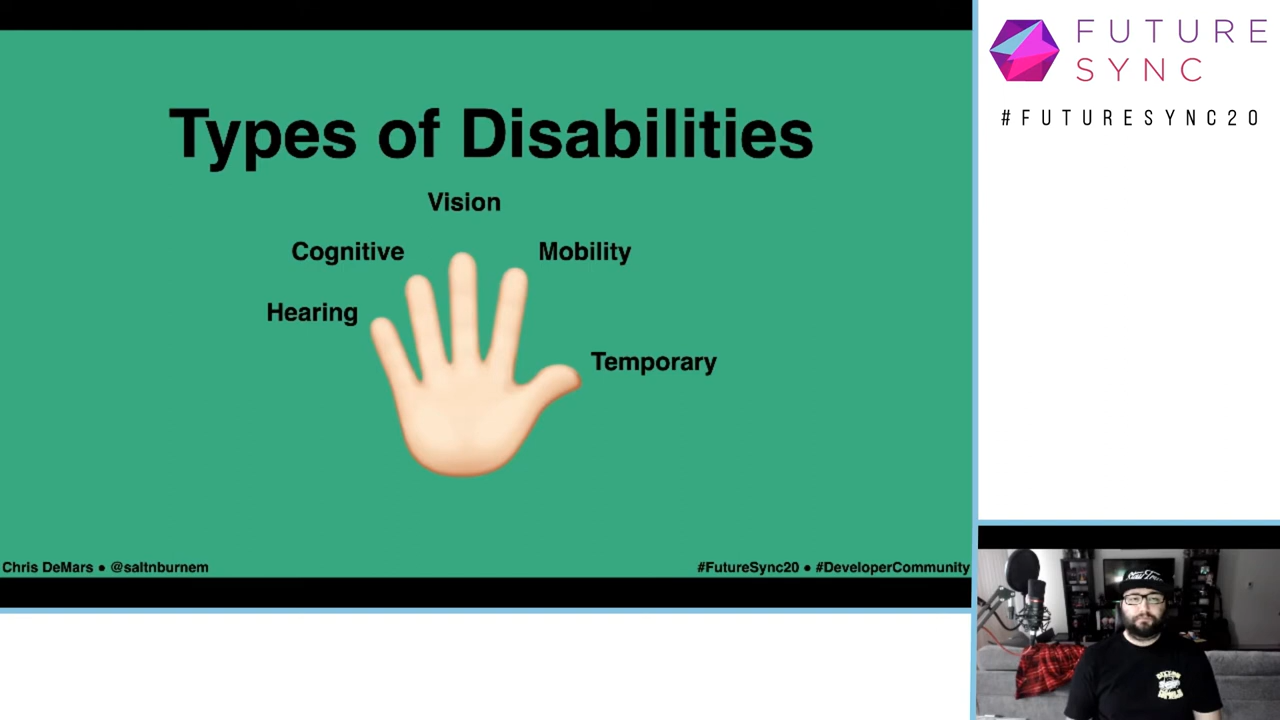 Types of Disabilities
Vision
Cognitive
Mobility
Hearing
Temporary
Chris DeMars ● @saltnburnem
#FutureSync20 ● #DeveloperCommunity
FUTURE
SYNC
#FUTURESYNC20